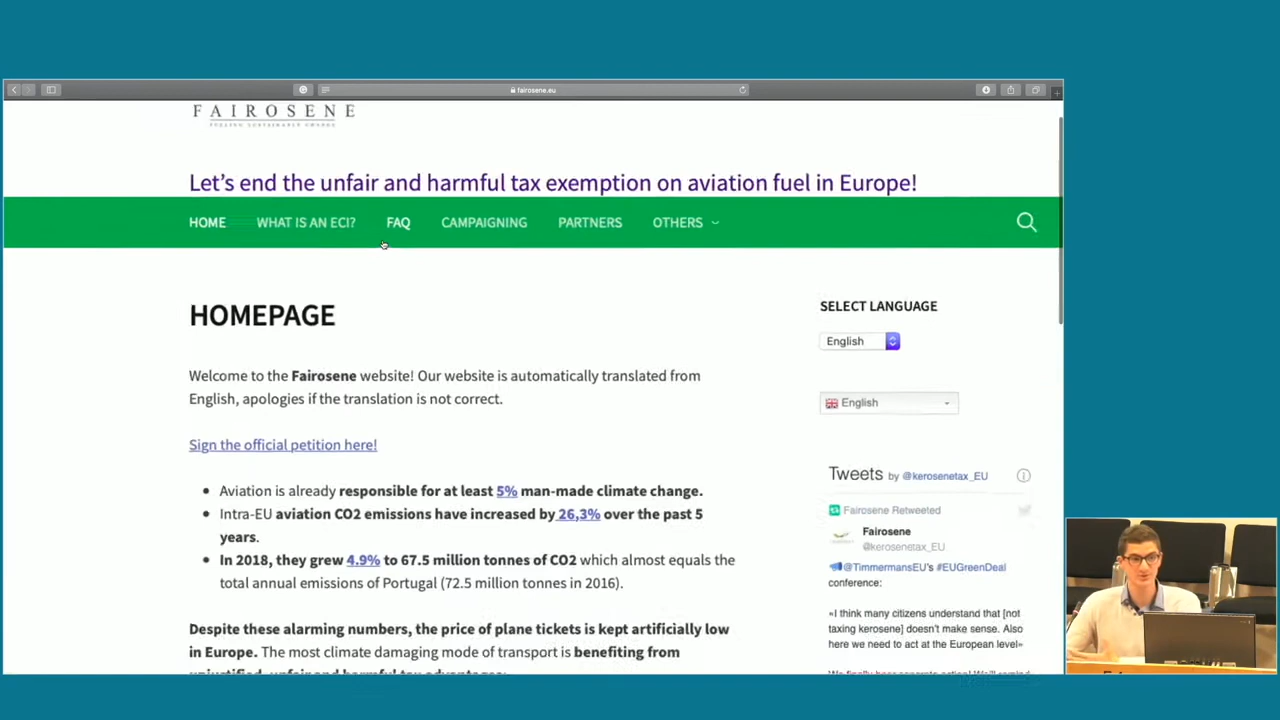 fairosene.eu
FAIROSENE
Let's end the unfair and harmful tax exemption on aviation fuel in Europe!
HOME WHAT IS AN ECI? FAQ CAMPAIGNING PARTNERS OTHERS
HOMEPAGE
Welcome to the Fairosene website! Our website is automatically translated from
English, apologies if the translation is not correct.
Sign the official petition here!
Aviation is already responsible for at least 5% man-made climate change.
Intra-EU aviation CO2 emissions have increased by 26,3% over the past 5
years.
In 2018, they grew 4.9% to 67.5 million tonnes of CO2 which almost equals the
total annual emissions of Portugal (72.5 million tonnes in 2016).
Despite these alarming numbers, the price of plane tickets is kept artificially low
in Europe. The most climate damaging mode of transport is benefiting from
SELECT LANGUAGE
English
English
Tweets by @kerosenetax_EU
Fairosene Retweeted
Fairosene
@kerosenetax_EU
@TimmermansEU's #EUGreenDeal
conference:
«I think many citizens understand that [not
taxing kerosene] doesn't make sense. Also
here we need to act at the European level»